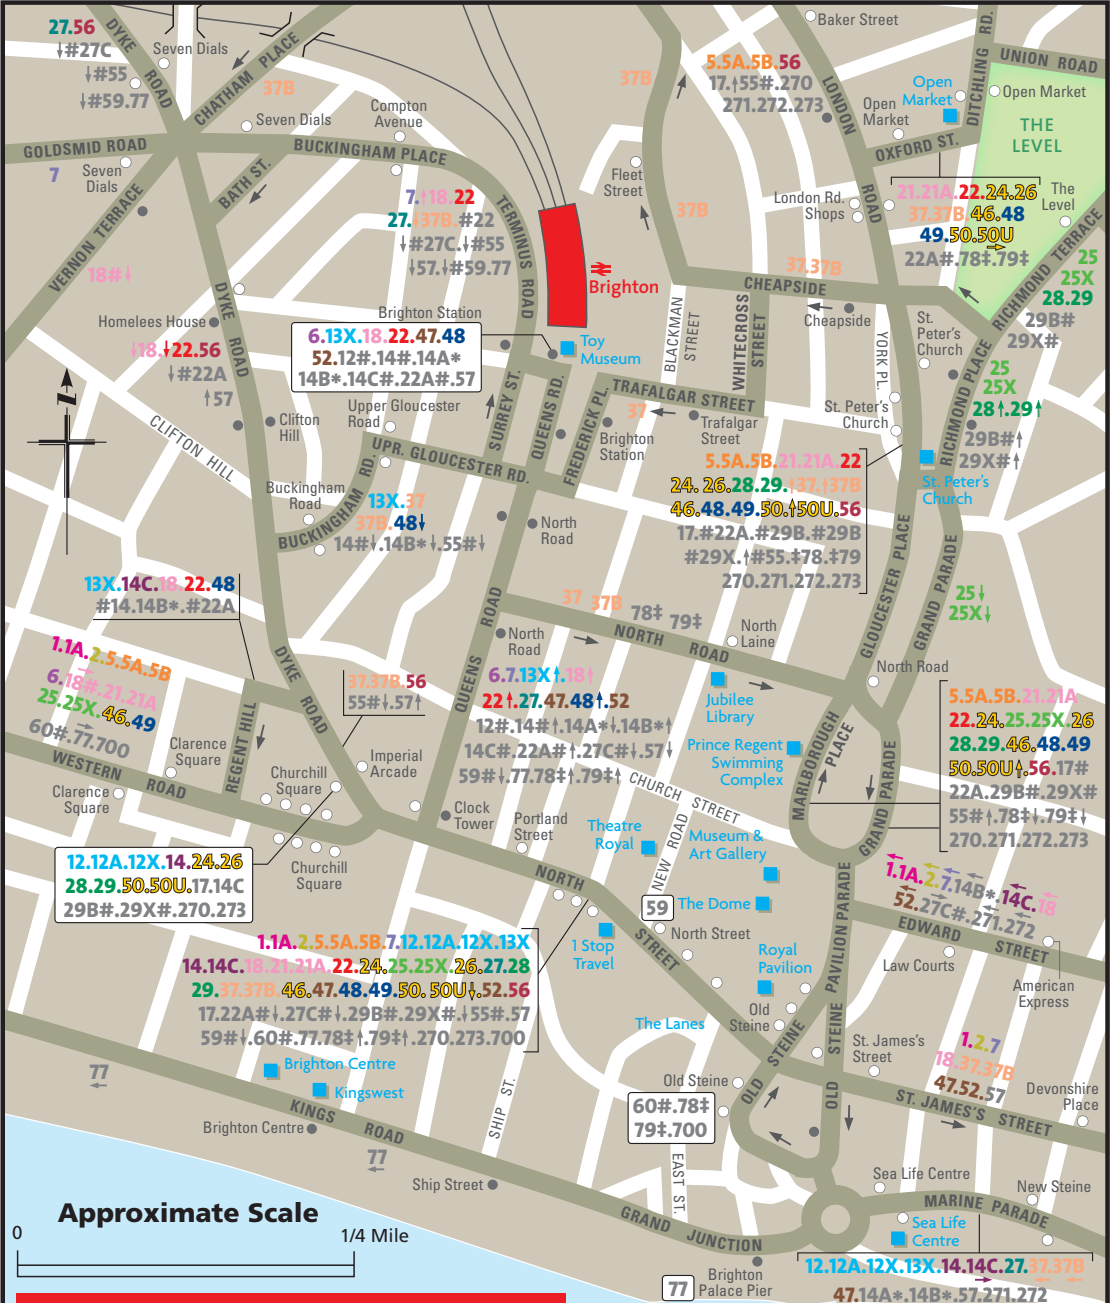 27.56
↓#27C
↓#55
↓#59.77
DYKE ROAD
Seven Dials
CHATHAM PLACE
37B
Seven Dials
Compton
Avenue
GOLDSMID ROAD
BUCKINGHAM PLACE
7
Seven
Dials
BATH ST.
VERNON TERRACE
18#↓
7.↑18.22
27.↓37B.#22
↓#27C.↓#55
↓57.↓#59.77
TERMINUS ROAD
Brighton
37B
Fleet
Street
37B
5.5A.5B.56
17.↑55#.270
271.272.273
Baker Street
LONDON ROAD
DITCHLING RD.
UNION ROAD
Open
Market
Open
Market
Open Market
THE
LEVEL
OXFORD ST.
London Rd.
Shops
21.21A.22.24.26
37.37B.46.48
49.50.50U
22A#.78‡.79‡
The
Level
RICHMOND TERRACE
25
25X
28.29
29B#
29X#
37.37B
CHEAPSIDE
Cheapside
St.
Peter's
Church
YORK PL.
RICHMOND PLACE
25
25X
28↑.29↑
29B#↑
29X#↑
Homelees House
↓18.↓22.56
↓#22A
↑57
DYKE ROAD
Brighton Station
6.13X.18.22.47.48
52.12#.14#.14A*
14B*.14C#.22A#.57
Toy
Museum
BLACKMAN STREET
WHITECROSS STREET
TRAFALGAR STREET
37
Trafalgar
Street
Brighton
Station
SURREY ST.
QUEENS RD.
FREDERICK PL.
St. Peter's
Church
St. Peter's
Church
5.5A.5B.21.21A.22
24.26.28.29.↑37.↑37B
46.48.49.50.↑50U.56
17.#22A.#29B.#29B
#29X.↑#55.‡78.‡79
270.271.272.273
CLIFTON HILL
Clifton
Hill
Upper Gloucester
Road
UPR. GLOUCESTER RD.
Buckingham
Road
BUCKINGHAM RD.
13X.37
37B.48↓
14#↓.14B*↓.55#↓
North
Road
GLOUCESTER PLACE
GRAND PARADE
25↓
25X↓
13X.14C.18.22.48
#14.14B*.#22A
37 37B 78‡ 79‡
NORTH ROAD
North
Laine
North
Road
QUEENS ROAD
North Road
1.1A.2.5.5A.5B
6.18#.21.21A
25.25X.46.49
60#.77.700
DYKE ROAD
37.37B.56
55#↓.57↑
6.7.13X↑.18↑
22↑.27.47.48↑.52
12#.14#↑.14A*↓.14B*↑
14C#.22A#↑.27C#↓.57↓
59#↓.77.78‡↑.79‡↑
Jubilee
Library
Prince Regent
Swimming
Complex
MARLBOROUGH PLACE
GRAND PARADE
5.5A.5B.21.21A
22.24.25.25X.26
28.29.46.48.49
50.50U↑.56.17#
22A.29B#.29X#
55#↑.78‡↓.79‡↓
270.271.272.273
WESTERN ROAD
Clarence
Square
Clarence
Square
REGENT HILL
Churchill
Square
Imperial
Arcade
Clock
Tower
Portland
Street
CHURCH STREET
NEW ROAD
Theatre
Royal
Museum &
Art Gallery
Churchill
Square
12.12A.12X.14.24.26
28.29.50.50U.17.14C
29B#.29X#.270.273
59
The Dome
1.1A.2.7.14B*.14C.18
52.27C#.271.272
EDWARD STREET
Law Courts
American
Express
NORTH STREET
1 Stop
Travel
North Street
Royal
Pavilion
PAVILION PARADE
1.1A.2.5.5A.5B.7.12.12A.12X.13X
14.14C.18.21.21A.22.24.25.25X.26.27.28
29.37.37B.46.47.48.49.50.50U↓.52.56
17.22A#↓.27C#↓.29B#.29X#.↓55#.57
59#↓.60#.77.78‡↑.79‡↑.270.273.700
The Lanes
Old
Steine
OLD STEINE
OLD STEINE
St. James's
Street
1.2.7
18.37.37B
47.52.57
Devonshire
Place
ST. JAMES'S STREET
Brighton Centre
Kingswest
77
KINGS ROAD
Brighton Centre
77
SHIP ST.
Old Steine
60#.78‡
79‡.700
EAST ST.
Ship Street
GRAND JUNCTION
Sea Life Centre
New Steine
MARINE PARADE
Sea Life
Centre
12.12A.12X.13X.14.14C.27.37.37B
47.14A*.14B*.57.271.272
Brighton
Palace Pier
77
Approximate Scale
0
1/4 Mile